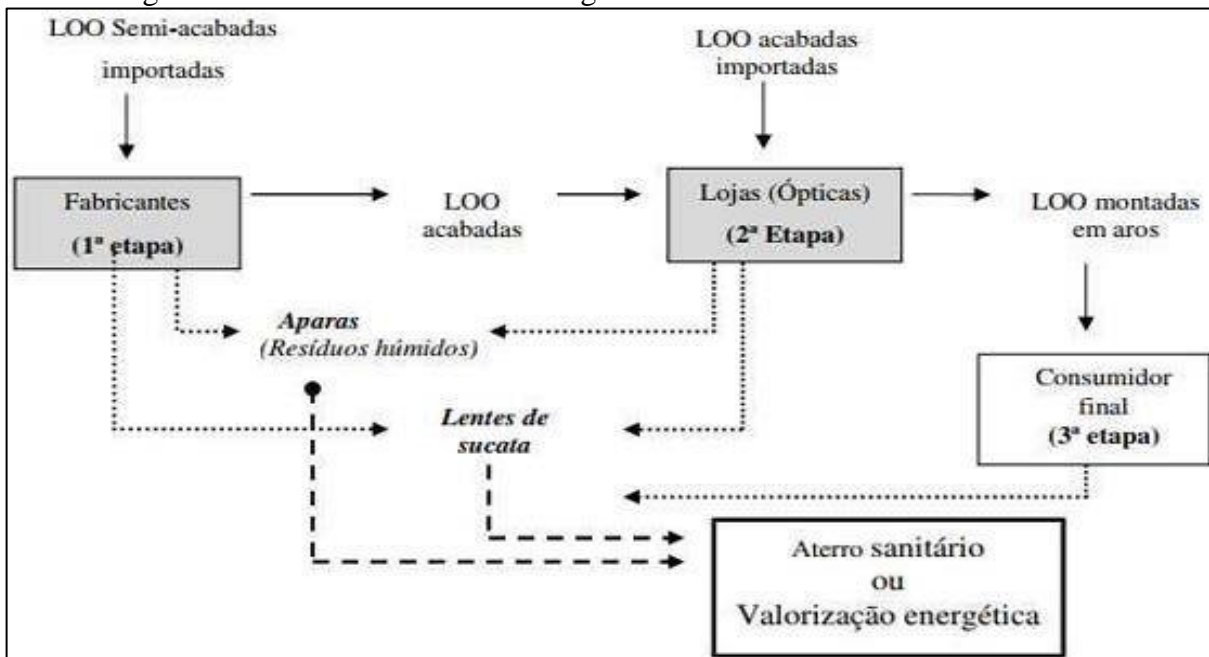 LOO Semi-acabadas
importadas
LOO acabadas
importadas
Fabricantes
(1ª etapa)
LOO
acabadas
Lojas (Ópticas)
(2ª Etapa)
LOO montadas
em aros
Aparas
(Resíduos húmidos)
Lentes de
sucata
Consumidor
final
(3ª etapa)
Aterro sanitário
ou
Valorização energética